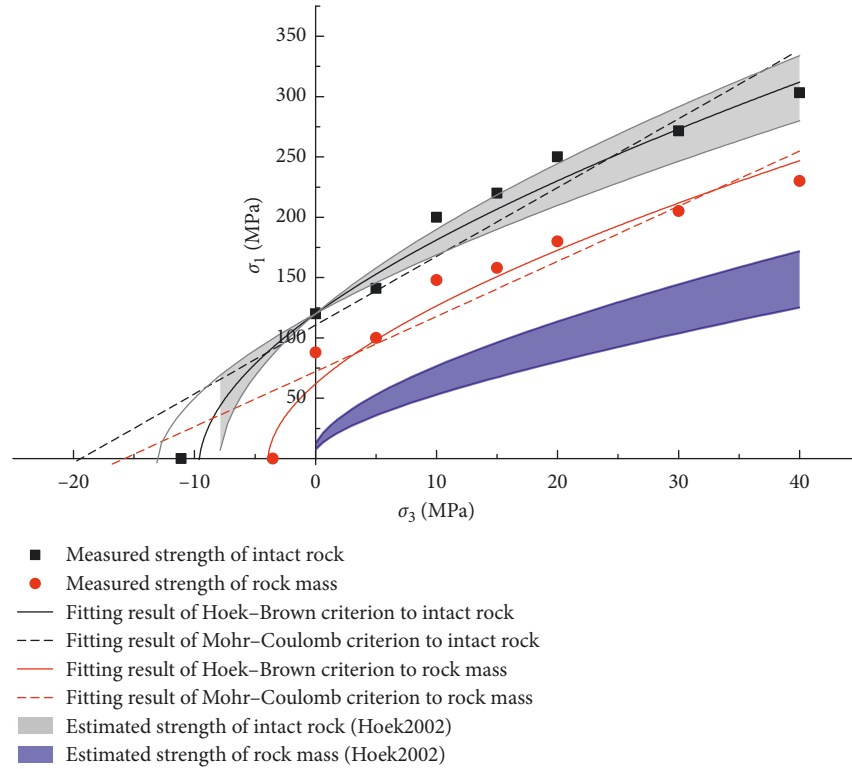 350
300
250
200
150
100
50
σ1 (MPa)
−20 −10 0 10 20 30 40
σ3 (MPa)
Measured strength of intact rock
Measured strength of rock mass
Fitting result of Hoek–Brown criterion to intact rock
Fitting result of Mohr–Coulomb criterion to intact rock
Fitting result of Hoek–Brown criterion to rock mass
Fitting result of Mohr–Coulomb criterion to rock mass
Estimated strength of intact rock (Hoek2002)
Estimated strength of rock mass (Hoek2002)